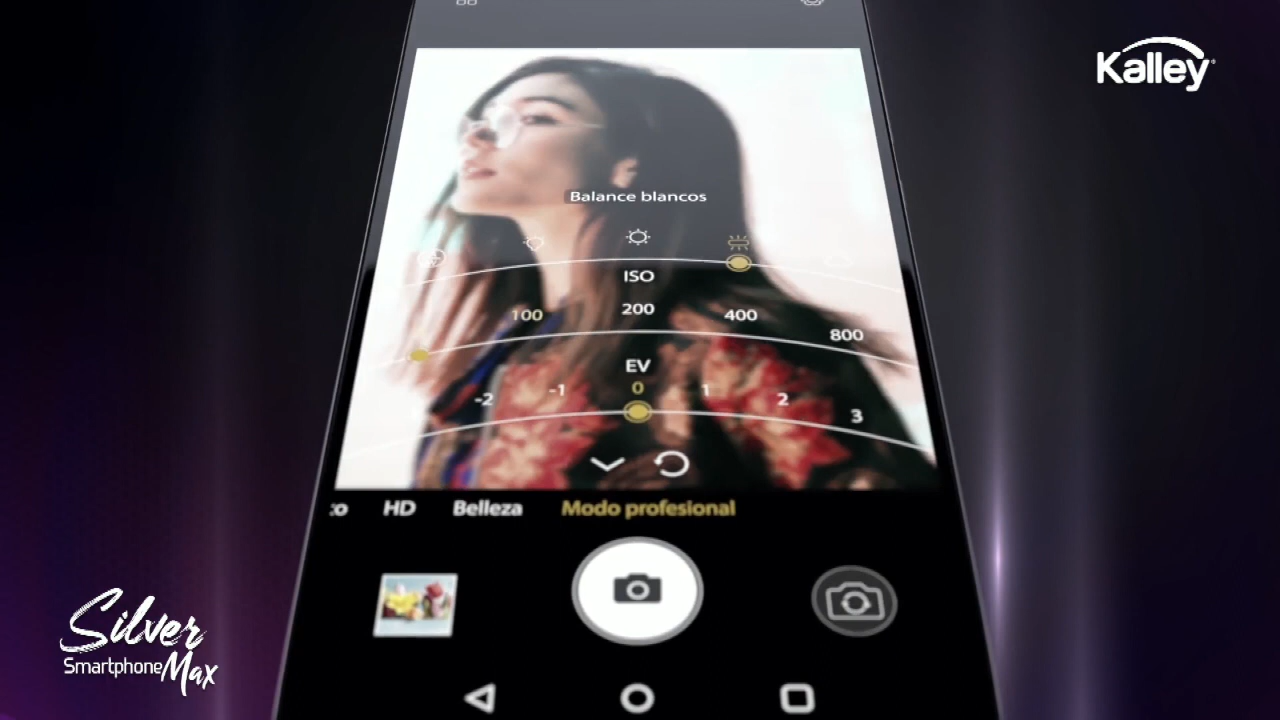 Kalley
Balance blancos
ISO
100 200 400 800
EV
-2 -1 0 1 2 3
HD Belleza Modo profesional
Silver
Smartphone Max